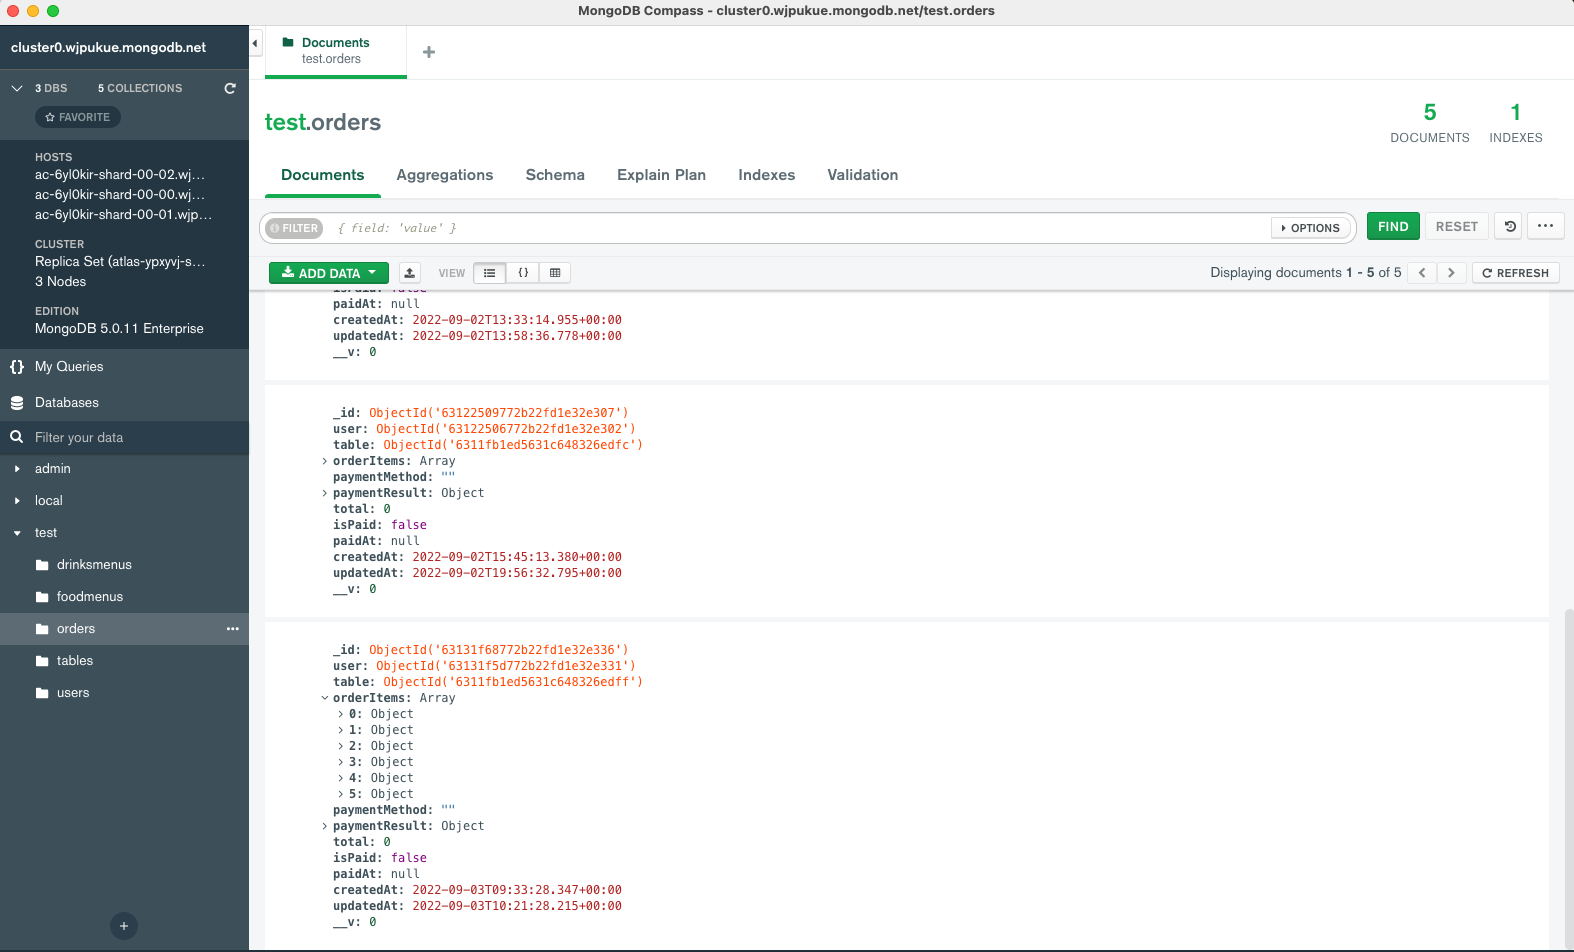 MongoDB Compass - cluster0.wjpukue.mongodb.net/test.orders
cluster0.wjpukue.mongodb.net
3 DBS 5 COLLECTIONS
FAVORITE
HOSTS
ac-6yl0kir-shard-00-02.wj...
ac-6yl0kir-shard-00-00.wj...
ac-6yl0kir-shard-00-01.wjp...
CLUSTER
Replica Set (atlas-ypxyvj-s...
3 Nodes
EDITION
MongoDB 5.0.11 Enterprise
My Queries
Databases
Filter your data
admin
local
test
drinksmenus
foodmenus
orders
tables
users
Documents
test.orders
test.orders
5
DOCUMENTS
1
INDEXES
Documents Aggregations Schema Explain Plan Indexes Validation
FILTER { field: 'value' } OPTIONS FIND RESET
ADD DATA VIEW {} Displaying documents 1 - 5 of 5 REFRESH
isPaid: false
paidAt: null
createdAt: 2022-09-02T13:33:14.955+00:00
updatedAt: 2022-09-02T13:58:36.778+00:00
__v: 0
_id: ObjectId('63122509772b22fd1e32e307')
user: ObjectId('63122506772b22fd1e32e302')
table: ObjectId('6311fb1ed5631c648326edfc')
orderItems: Array
paymentMethod: ""
paymentResult: Object
total: 0
isPaid: false
paidAt: null
createdAt: 2022-09-02T15:45:13.380+00:00
updatedAt: 2022-09-02T19:56:32.795+00:00
__v: 0
_id: ObjectId('63131f68772b22fd1e32e336')
user: ObjectId('63131f5d772b22fd1e32e331')
table: ObjectId('6311fb1ed5631c648326edff')
orderItems: Array
0: Object
1: Object
2: Object
3: Object
4: Object
5: Object
paymentMethod: ""
paymentResult: Object
total: 0
isPaid: false
paidAt: null
createdAt: 2022-09-03T09:33:28.347+00:00
updatedAt: 2022-09-03T10:21:28.215+00:00
__v: 0